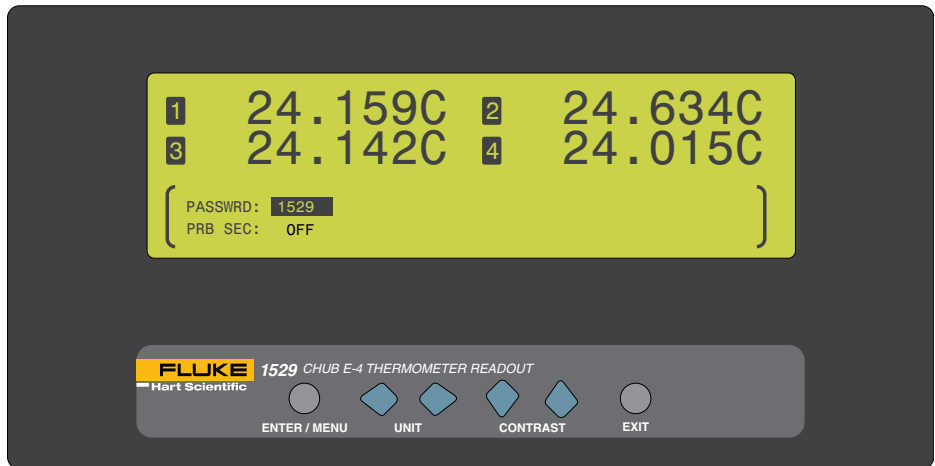 1 24.159C 2 24.634C
3 24.142C 4 24.015C
PASSWRD: 1529
PRB SEC: OFF
FLUKE
Hart Scientific
1529 CHUB E-4 THERMOMETER READOUT
ENTER / MENU UNIT CONTRAST EXIT